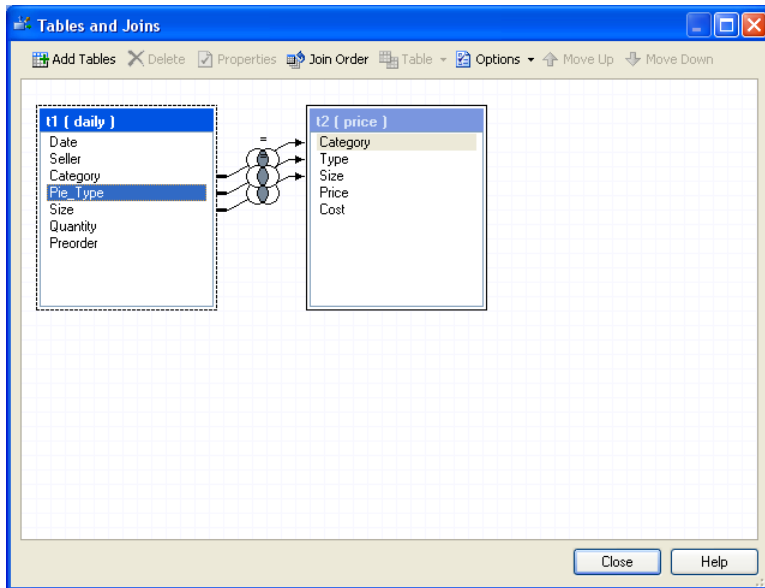 Tables and Joins
Add Tables Delete Properties Join Order Table Options Move Up Move Down
t1 ( daily )
Date
Seller
Category
Pie_Type
Size
Quantity
Preorder
=
t2 ( price )
Category
Type
Size
Price
Cost
Close Help